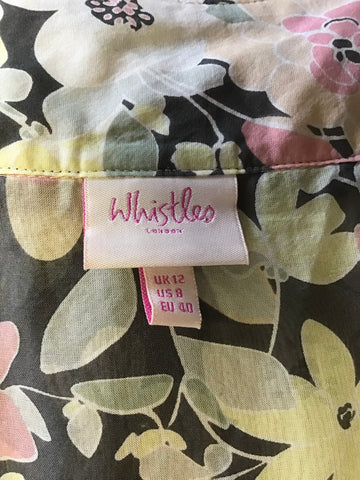 Whistles
LONDON
UK 12
US 8
EU 40